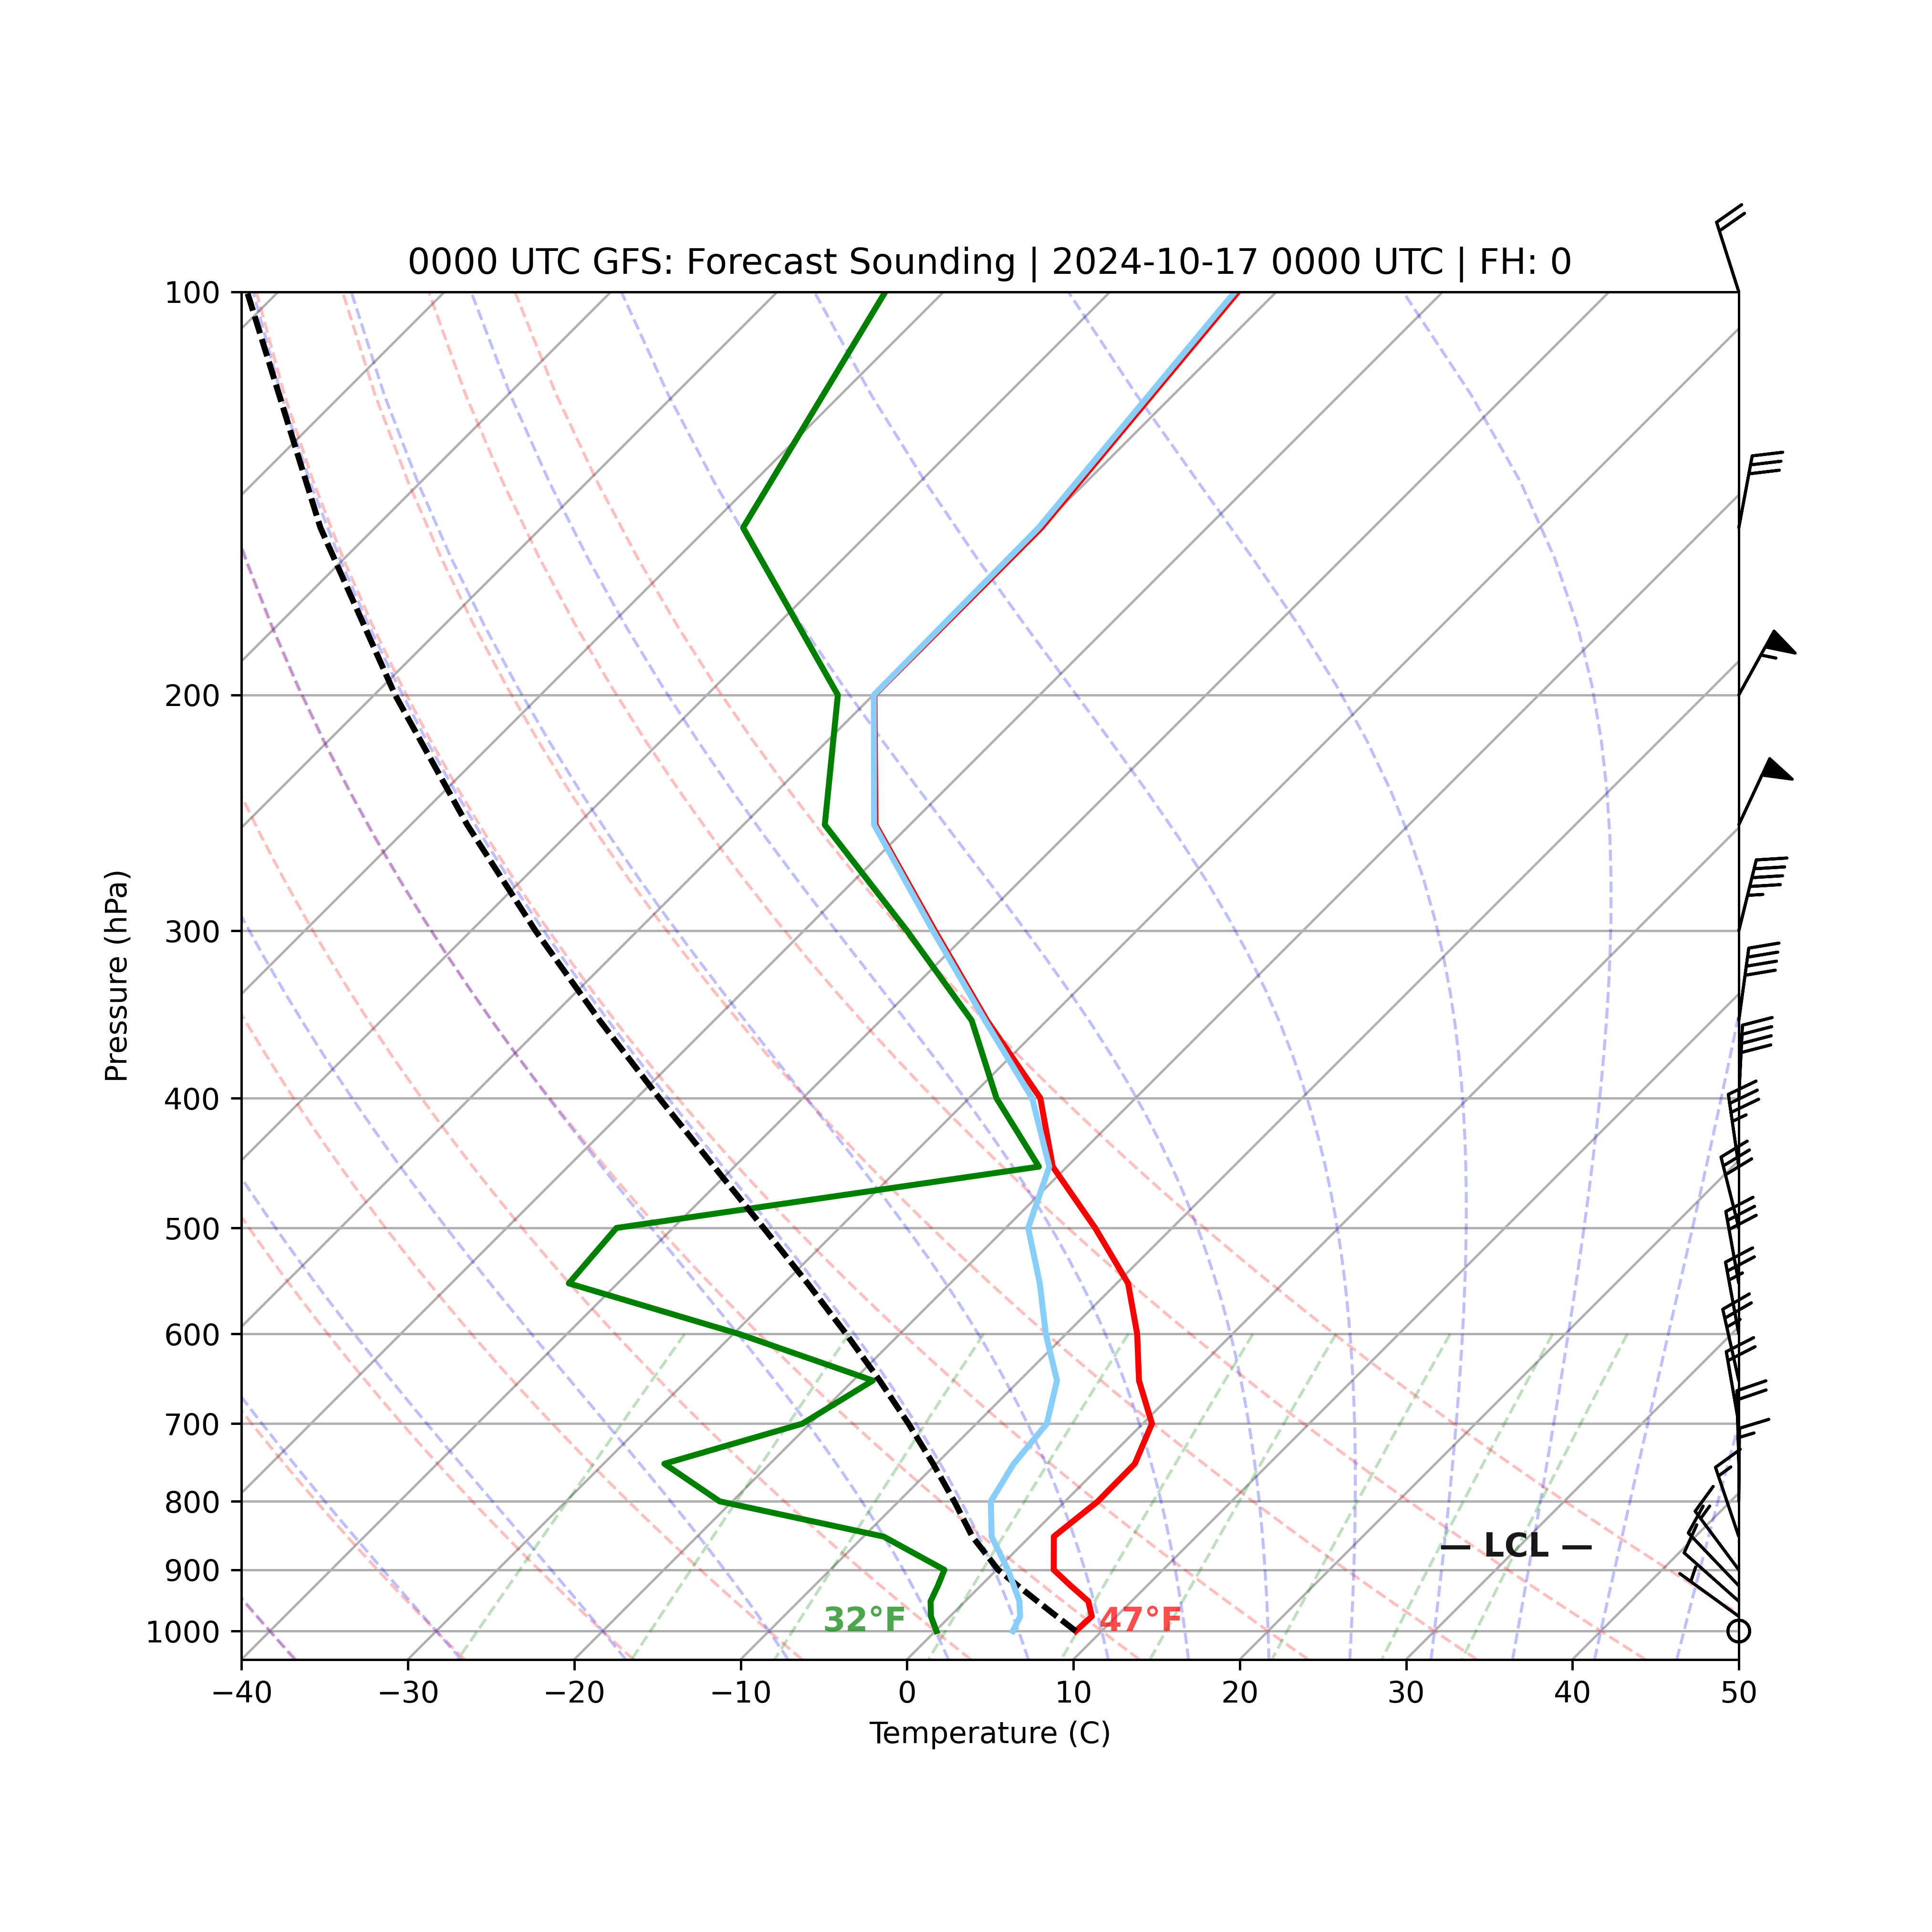 0000 UTC GFS: Forecast Sounding | 2024-10-17 0000 UTC | FH: 0
100
200
300
400
500
600
700
800
900
1000
Pressure (hPa)
— LCL —
32°F
47°F
−40 −30 −20 −10 0 10 20 30 40 50
Temperature (C)